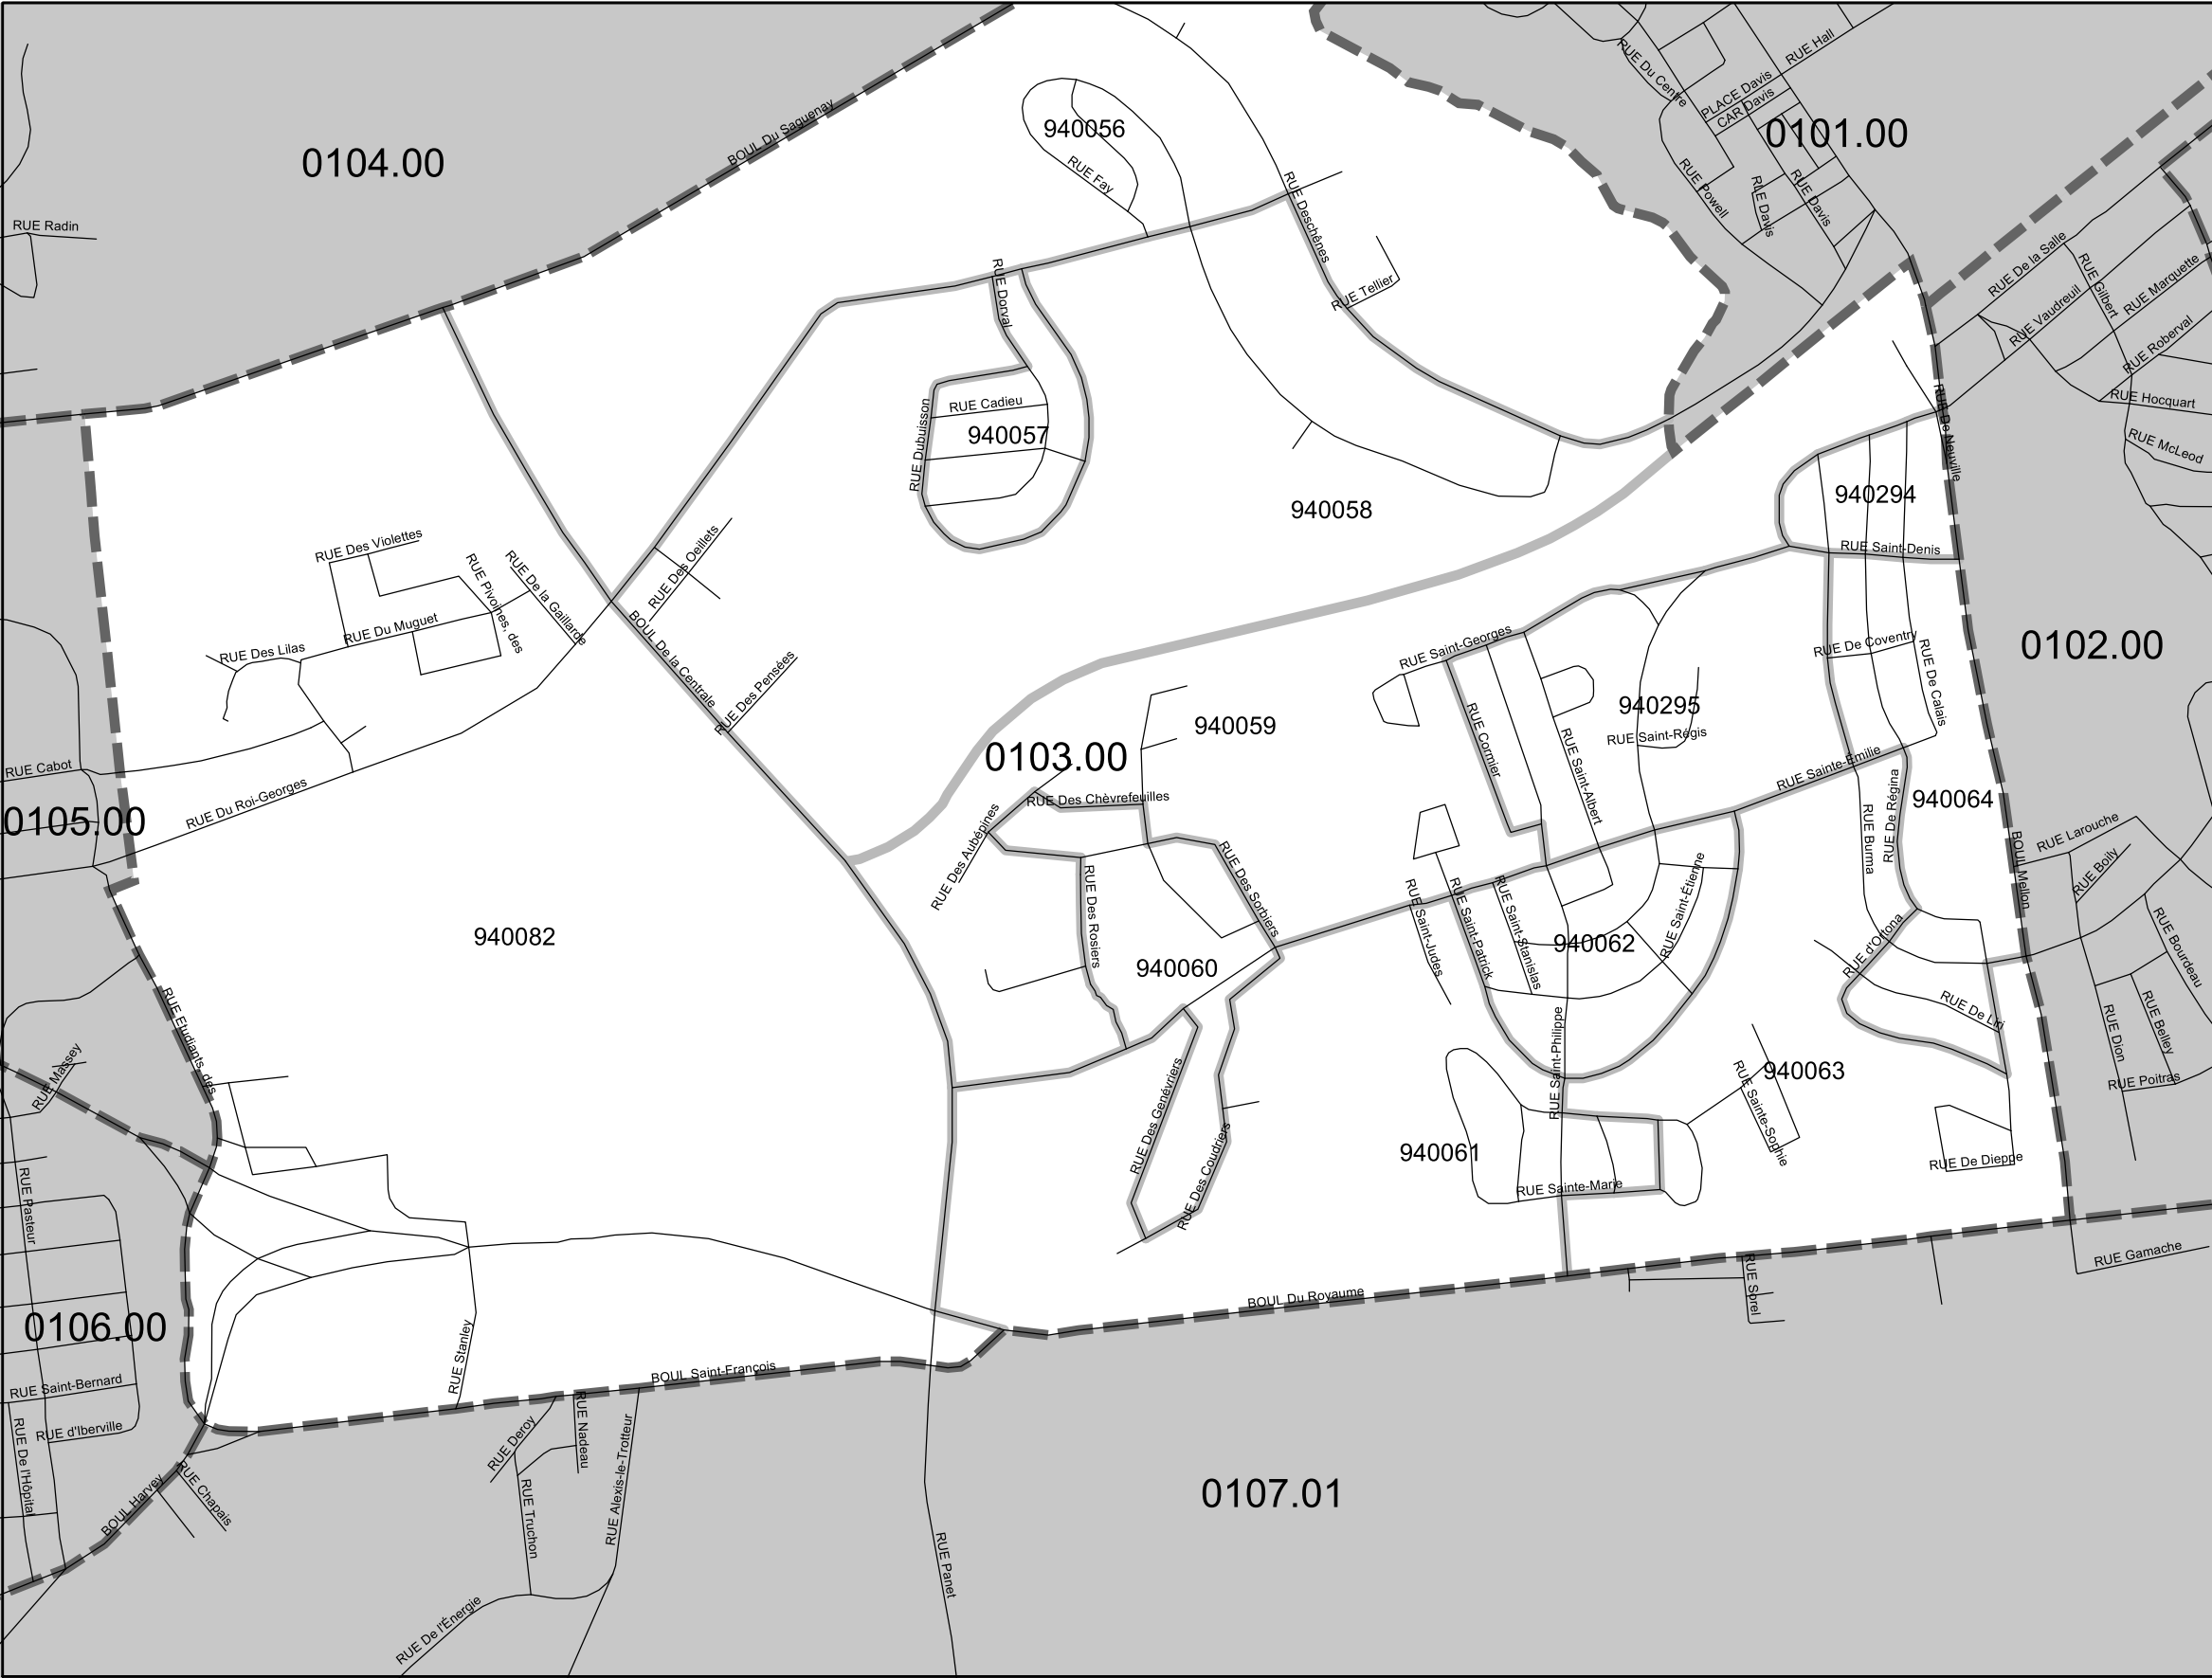 RUE Hall
RUE Du Centre
PLACE Davis
CAR Davis
BOUL Du Saguenay
940056
0101.00
0104.00
RUE Fay
RUE Powell
RUE Davis
RUE Davis
RUE Deschênes
RUE Radin
RUE De la Salle
RUE Gilbert
RUE Marquette
RUE Dorval
RUE Tellier
RUE Vaudreuil
RUE Roberval
RUE Cadieu
RUE Hocquart
RUE De Neuville
940057
RUE Dubuisson
RUE McLeod
940294
940058
RUE Des Violettes
RUE Saint-Denis
RUE Des Oeillets
RUE De la Gaillarde
RUE Pivoines, des
RUE Du Muguet
RUE Des Lilas
BOUL De la Centrale
RUE Saint-Georges
RUE De Coventry
RUE De Calais
0102.00
RUE Des Pensées
940059
940295
RUE Cormier
RUE Saint-Régis
0103.00
RUE Saint-Albert
RUE Cabot
RUE Sainte-Émilie
RUE Du Roi-Georges
RUE Des Chèvrefeuilles
940064
0105.00
RUE Des Aubépines
RUE Burma
RUE De Régina
RUE Larouche
RUE Des Sorbiers
BOUL Mellon
RUE Boily
RUE Des Rosiers
RUE Saint-Judes
RUE Saint-Patrick
RUE Saint-Stanislas
RUE Saint-Étienne
940082
940062
RUE d'Ortona
RUE Bourdeau
940060
RUE De Liri
RUE Etudiants, des
RUE Saint-Philippe
RUE Dion
RUE Belley
RUE Massey
RUE Des Genévriers
940063
RUE Sainte-Sophie
RUE Poitras
940061
RUE Des Coudriers
RUE De Dieppe
RUE Pasteur
RUE Sainte-Marie
RUE Gamache
BOUL Du Royaume
RUE Sorel
0106.00
RUE Stanley
BOUL Saint-François
RUE Saint-Bernard
RUE d'Iberville
RUE Deroy
RUE Nadeau
RUE Alexis-le-Trotteur
RUE De l'Hôpital
BOUL Harvey
RUE Chapais
RUE Truchon
0107.01
RUE Panet
RUE De l'Énergie